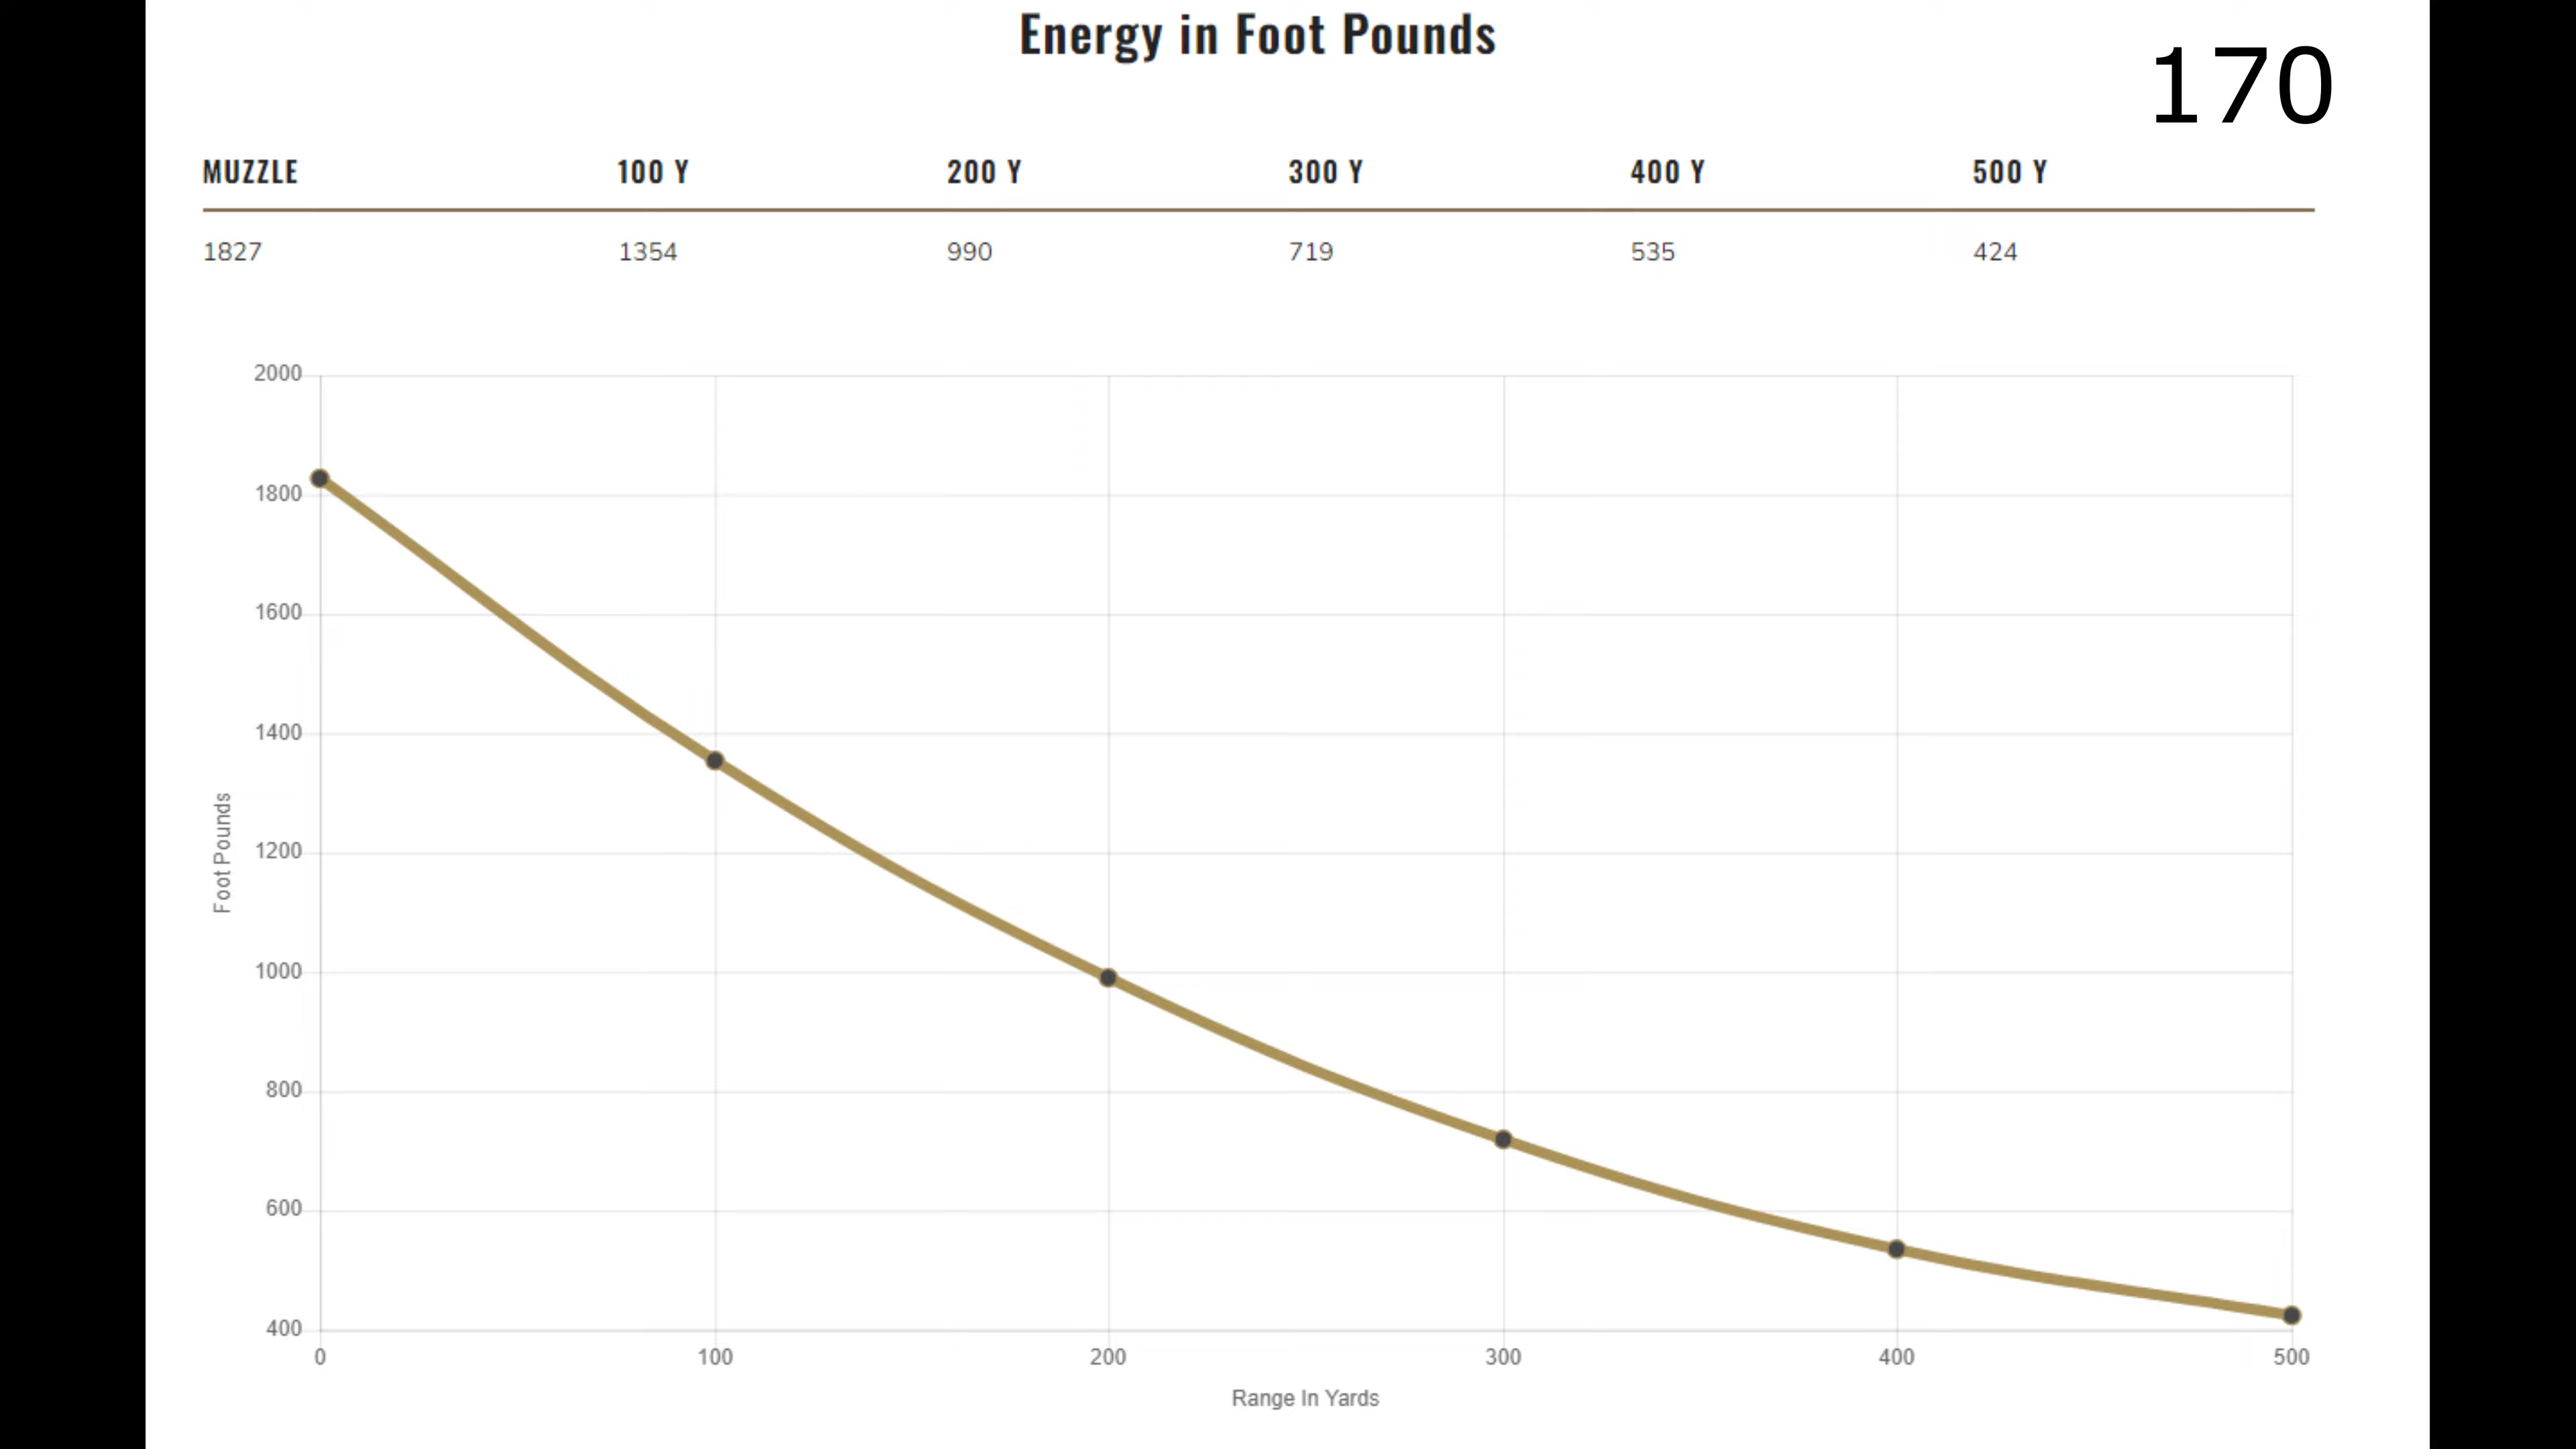 Energy in Foot Pounds
170
MUZZLE 100 Y 200 Y 300 Y 400 Y 500 Y
1827 1354 990 719 535 424
2000
1800
1600
1400
1200
1000
800
600
400
Foot Pounds
0 100 200 300 400 500
Range In Yards